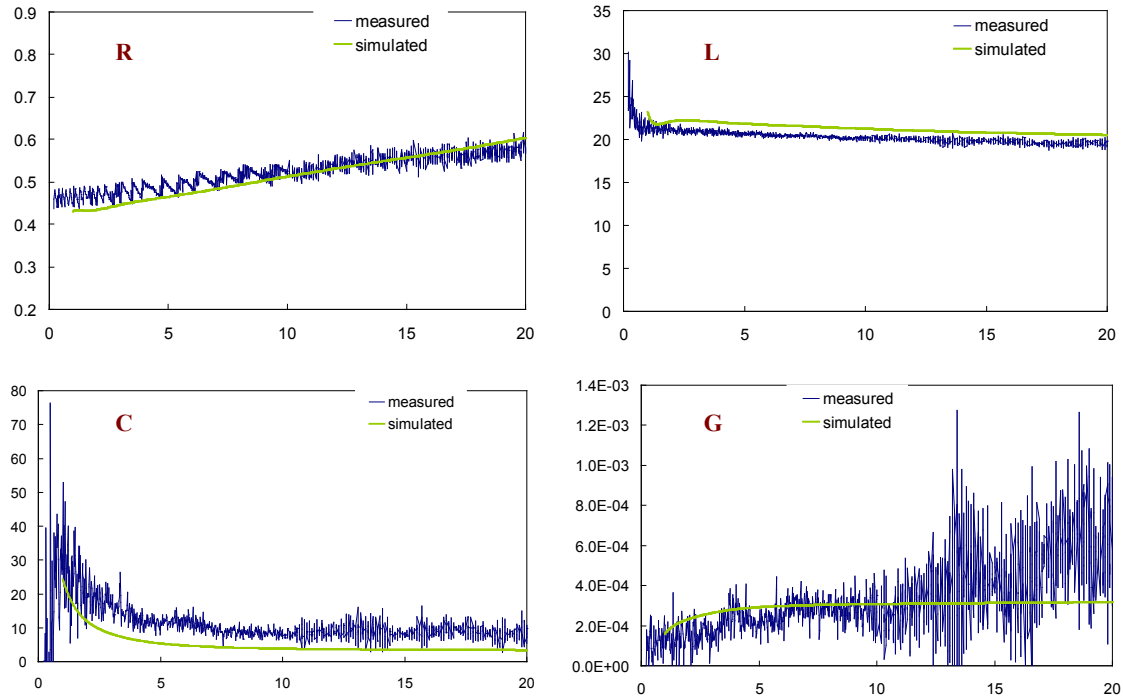 0.9
0.8
0.7
0.6
0.5
0.4
0.3
0.2
0 5 10 15 20
R
measured
simulated
35
30
25
20
15
10
5
0
0 5 10 15 20
L
measured
simulated
80
70
60
50
40
30
20
10
0
0 5 10 15 20
C
measured
simulated
1.4E-03
1.2E-03
1.0E-03
8.0E-04
6.0E-04
4.0E-04
2.0E-04
0.0E+00
0 5 10 15 20
G
measured
simulated